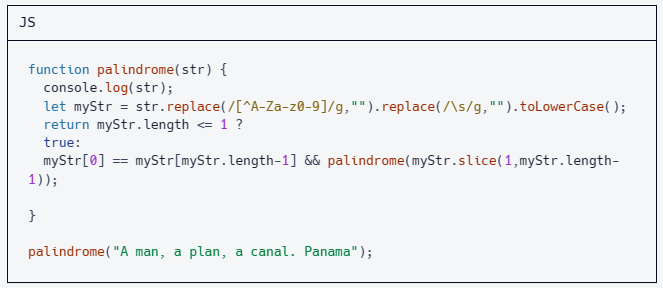 JS
function palindrome(str) {
  console.log(str);
  let myStr = str.replace(/[^A-Za-z0-9]/g,"").replace(/\s/g,"").toLowerCase();
  return myStr.length <= 1 ?
  true:
  myStr[0] == myStr[myStr.length-1] && palindrome(myStr.slice(1,myStr.length-
1));
}
palindrome("A man, a plan, a canal. Panama");